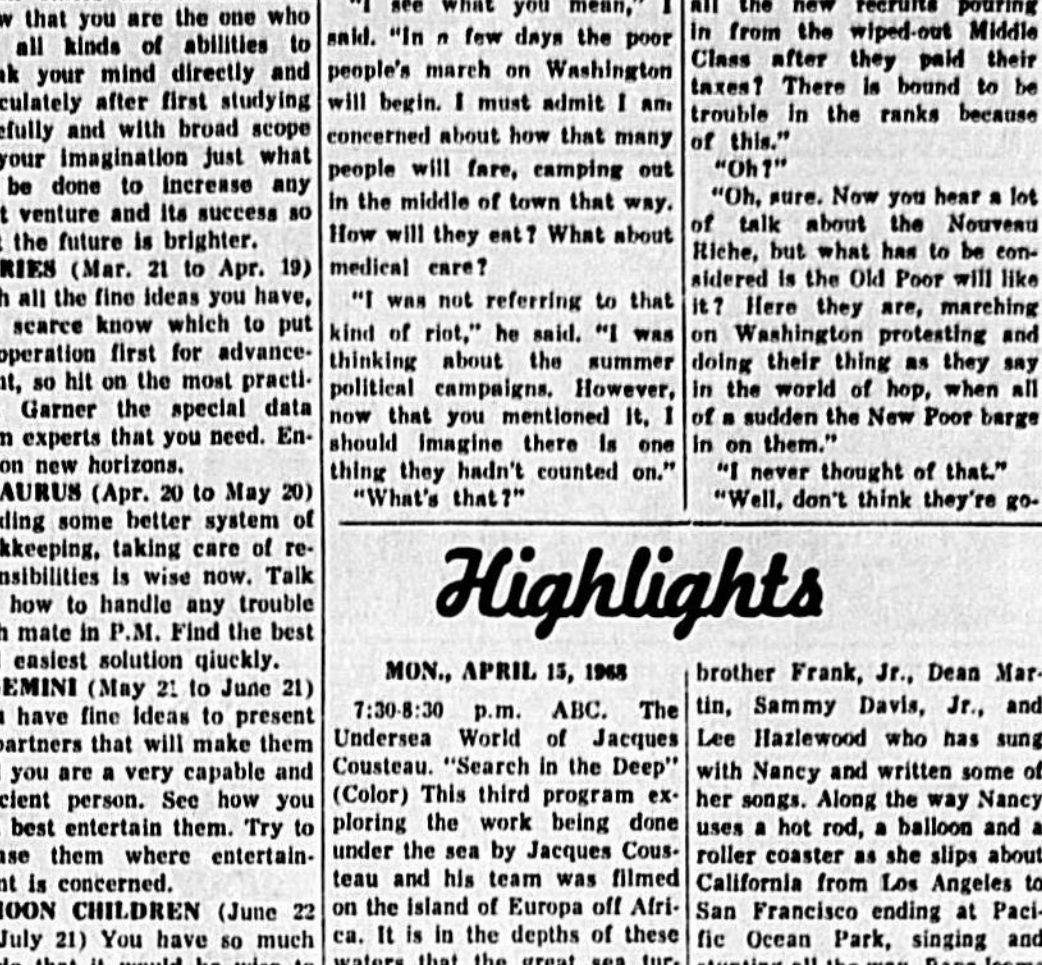 w that you are the one who
all kinds of abilities to
ak your mind directly and
culately after first studying
efully and with broad scope
your imagination just what
be done to increase any
t venture and its success so
t the future is brighter.
RIES (Mar. 21 to Apr. 19)
h all the fine ideas you have,
scarce know which to put
operation first for advance-
nt, so hit on the most practi-
Garner the special data
m experts that you need. En-
on new horizons.
AURUS (Apr. 20 to May 20)
ding some better system of
kkeeping, taking care of re-
nsibilities is wise now. Talk
how to handle any trouble
h mate in P.M. Find the best
easiest solution qiuckly.
EMINI (May 21 to June 21)
u have fine ideas to present
partners that will make them
you are a very capable and
cient person. See how you
best entertain them. Try to
ase them where entertain-
nt is concerned.
MOON CHILDREN (June 22
July 21) You have so much
"I see what you mean," I
said. "In a few days the poor
people's march on Washington
will begin. I must admit I am
concerned about how that many
people will fare, camping out
in the middle of town that way.
How will they eat? What about
medical care?
"I was not referring to that
kind of riot," he said. "I was
thinking about the summer
political campaigns. However,
now that you mentioned it, I
should imagine there is one
thing they hadn't counted on."
"What's that?"
all the new recruits pouring
in from the wiped-out Middle
Class after they paid their
taxes? There is bound to be
trouble in the ranks because
of this."
"Oh?"
"Oh, sure. Now you hear a lot
of talk about the Nouveau
Riche, but what has to be con-
sidered is the Old Poor will like
it? Here they are, marching
on Washington protesting and
doing their thing as they say
in the world of hop, when all
of a sudden the New Poor barge
in on them."
"I never thought of that."
"Well, don't think they're go-
Highlights
MON., APRIL 15, 1968
7:30-8:30 p.m. ABC. The
Undersea World of Jacques
Cousteau. "Search in the Deep"
(Color) This third program ex-
ploring the work being done
under the sea by Jacques Cous-
teau and his team was filmed
on the island of Europa off Afri-
ca. It is in the depths of these
waters that the great sea tur-
brother Frank, Jr., Dean Mar-
tin, Sammy Davis, Jr., and
Lee Hazlewood who has sung
with Nancy and written some of
her songs. Along the way Nancy
uses a hot rod, a balloon and a
roller coaster as she slips about
California from Los Angeles to
San Francisco ending at Paci-
fic Ocean Park, singing and